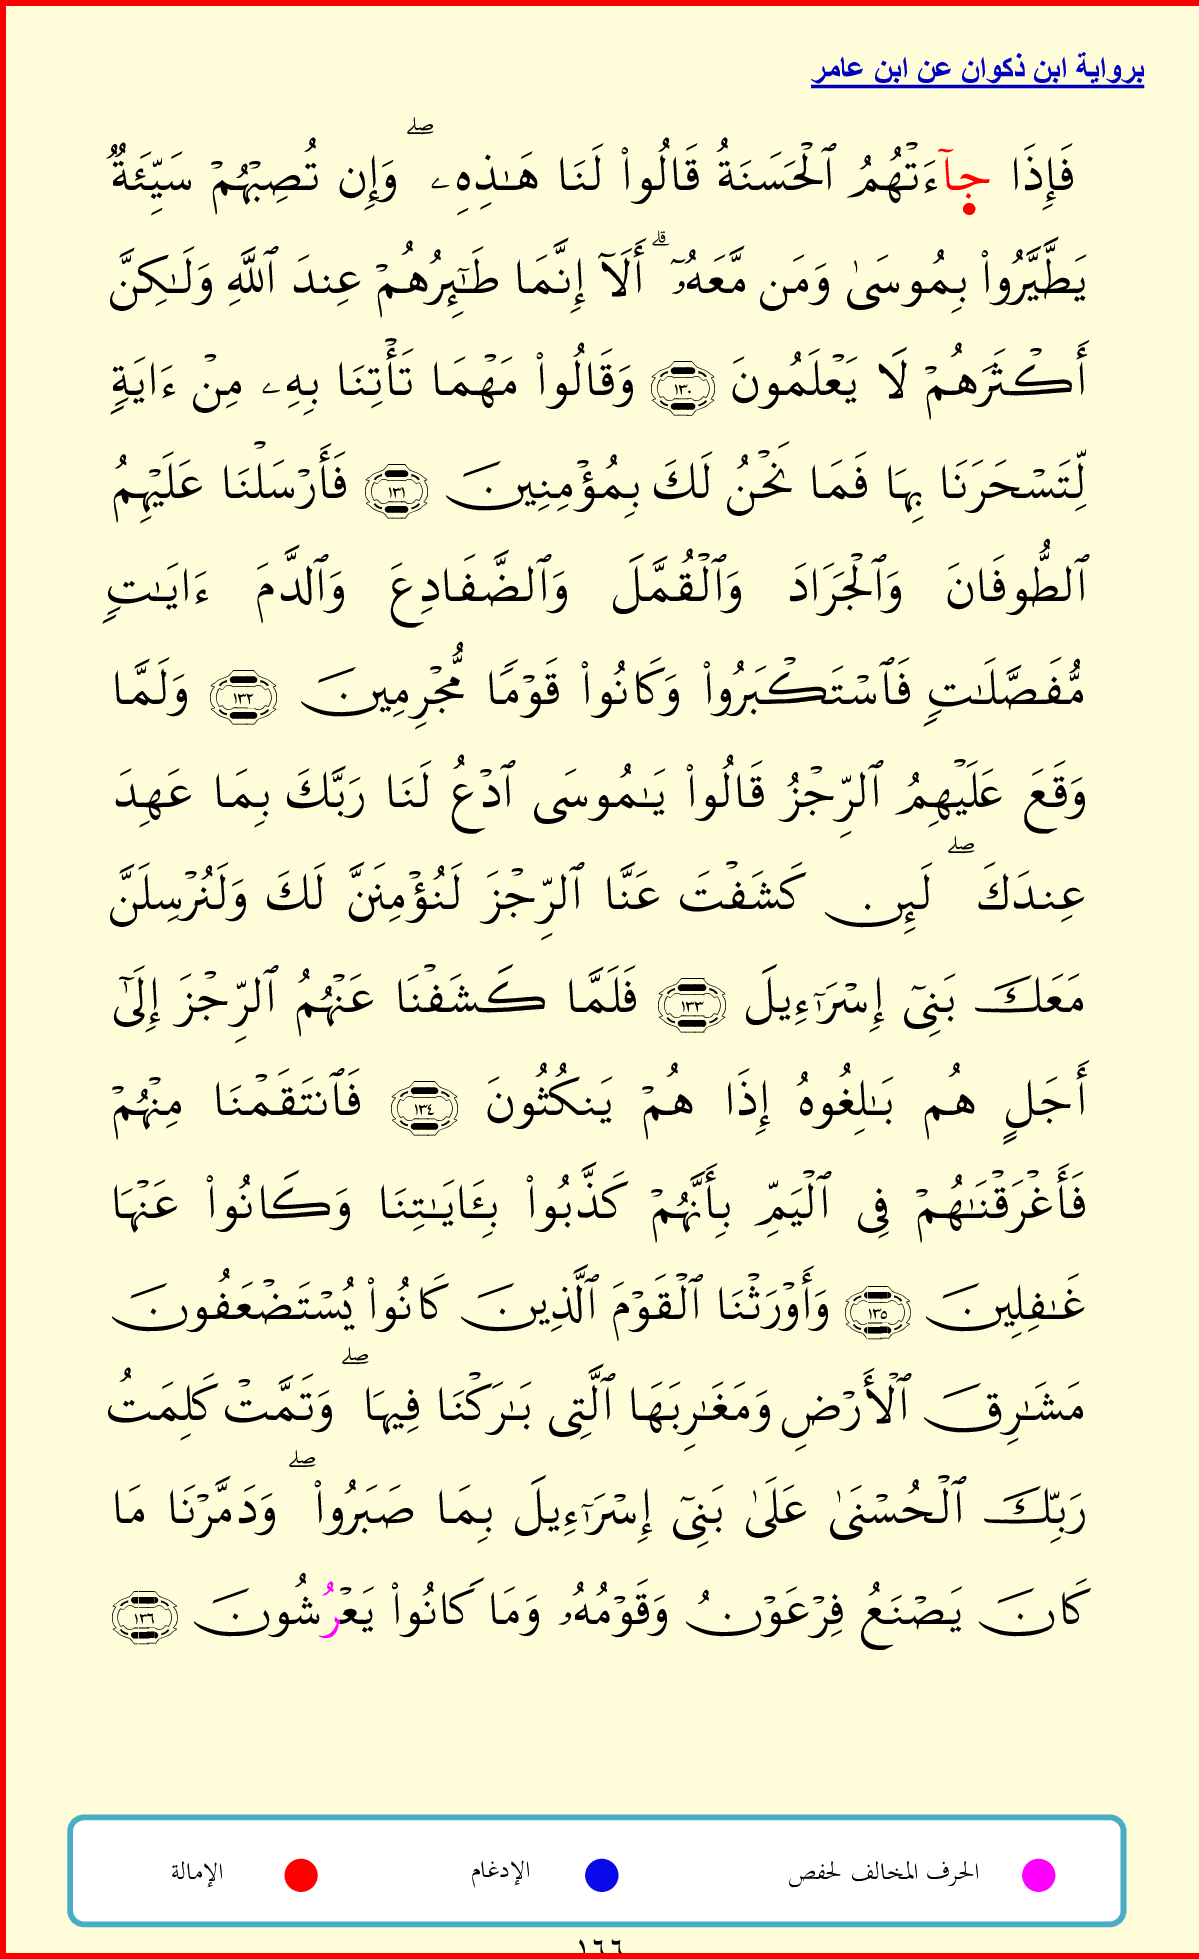 برواية ابن ذكوان عن ابن عامر
فَإِذَا جَآءَتْهُمُ ٱلْحَسَنَةُ قَالُوا۟ لَنَا هَـٰذِهِۦ ۖ وَإِن تُصِبْهُمْ سَيِّئَةٌ
يَطَّيَّرُوا۟ بِمُوسَىٰ وَمَن مَّعَهُۥٓ ۗ أَلَآ إِنَّمَا طَـٰٓئِرُهُمْ عِندَ ٱللَّهِ وَلَـٰكِنَّ
أَكْثَرَهُمْ لَا يَعْلَمُونَ ١٣٠ وَقَالُوا۟ مَهْمَا تَأْتِنَا بِهِۦ مِنْ ءَايَةٍ
لِّتَسْحَرَنَا بِهَا فَمَا نَحْنُ لَكَ بِمُؤْمِنِينَ ١٣١ فَأَرْسَلْنَا عَلَيْهِمُ
ٱلطُّوفَانَ وَٱلْجَرَادَ وَٱلْقُمَّلَ وَٱلضَّفَادِعَ وَٱلدَّمَ ءَايَـٰتٍ
مُّفَصَّلَـٰتٍ فَٱسْتَكْبَرُوا۟ وَكَانُوا۟ قَوْمًا مُّجْرِمِينَ ١٣٢ وَلَمَّا
وَقَعَ عَلَيْهِمُ ٱلرِّجْزُ قَالُوا۟ يَـٰمُوسَى ٱدْعُ لَنَا رَبَّكَ بِمَا عَهِدَ
عِندَكَ ۖ لَئِن كَشَفْتَ عَنَّا ٱلرِّجْزَ لَنُؤْمِنَنَّ لَكَ وَلَنُرْسِلَنَّ
مَعَكَ بَنِىٓ إِسْرَٰٓءِيلَ ١٣٣ فَلَمَّا كَشَفْنَا عَنْهُمُ ٱلرِّجْزَ إِلَىٰٓ
أَجَلٍ هُم بَـٰلِغُوهُ إِذَا هُمْ يَنكُثُونَ ١٣٤ فَٱنتَقَمْنَا مِنْهُمْ
فَأَغْرَقْنَـٰهُمْ فِى ٱلْيَمِّ بِأَنَّهُمْ كَذَّبُوا۟ بِـَٔايَـٰتِنَا وَكَانُوا۟ عَنْهَا
غَـٰفِلِينَ ١٣٥ وَأَوْرَثْنَا ٱلْقَوْمَ ٱلَّذِينَ كَانُوا۟ يُسْتَضْعَفُونَ
مَشَـٰرِقَ ٱلْأَرْضِ وَمَغَـٰرِبَهَا ٱلَّتِى بَـٰرَكْنَا فِيهَا ۖ وَتَمَّتْ كَلِمَتُ
رَبِّكَ ٱلْحُسْنَىٰ عَلَىٰ بَنِىٓ إِسْرَٰٓءِيلَ بِمَا صَبَرُوا۟ ۖ وَدَمَّرْنَا مَا
كَانَ يَصْنَعُ فِرْعَوْنُ وَقَوْمُهُۥ وَمَا كَانُوا۟ يَعْرُشُونَ ١٣٦
الحرف المخالف لحفص الإدغام الإمالة
١٦٦